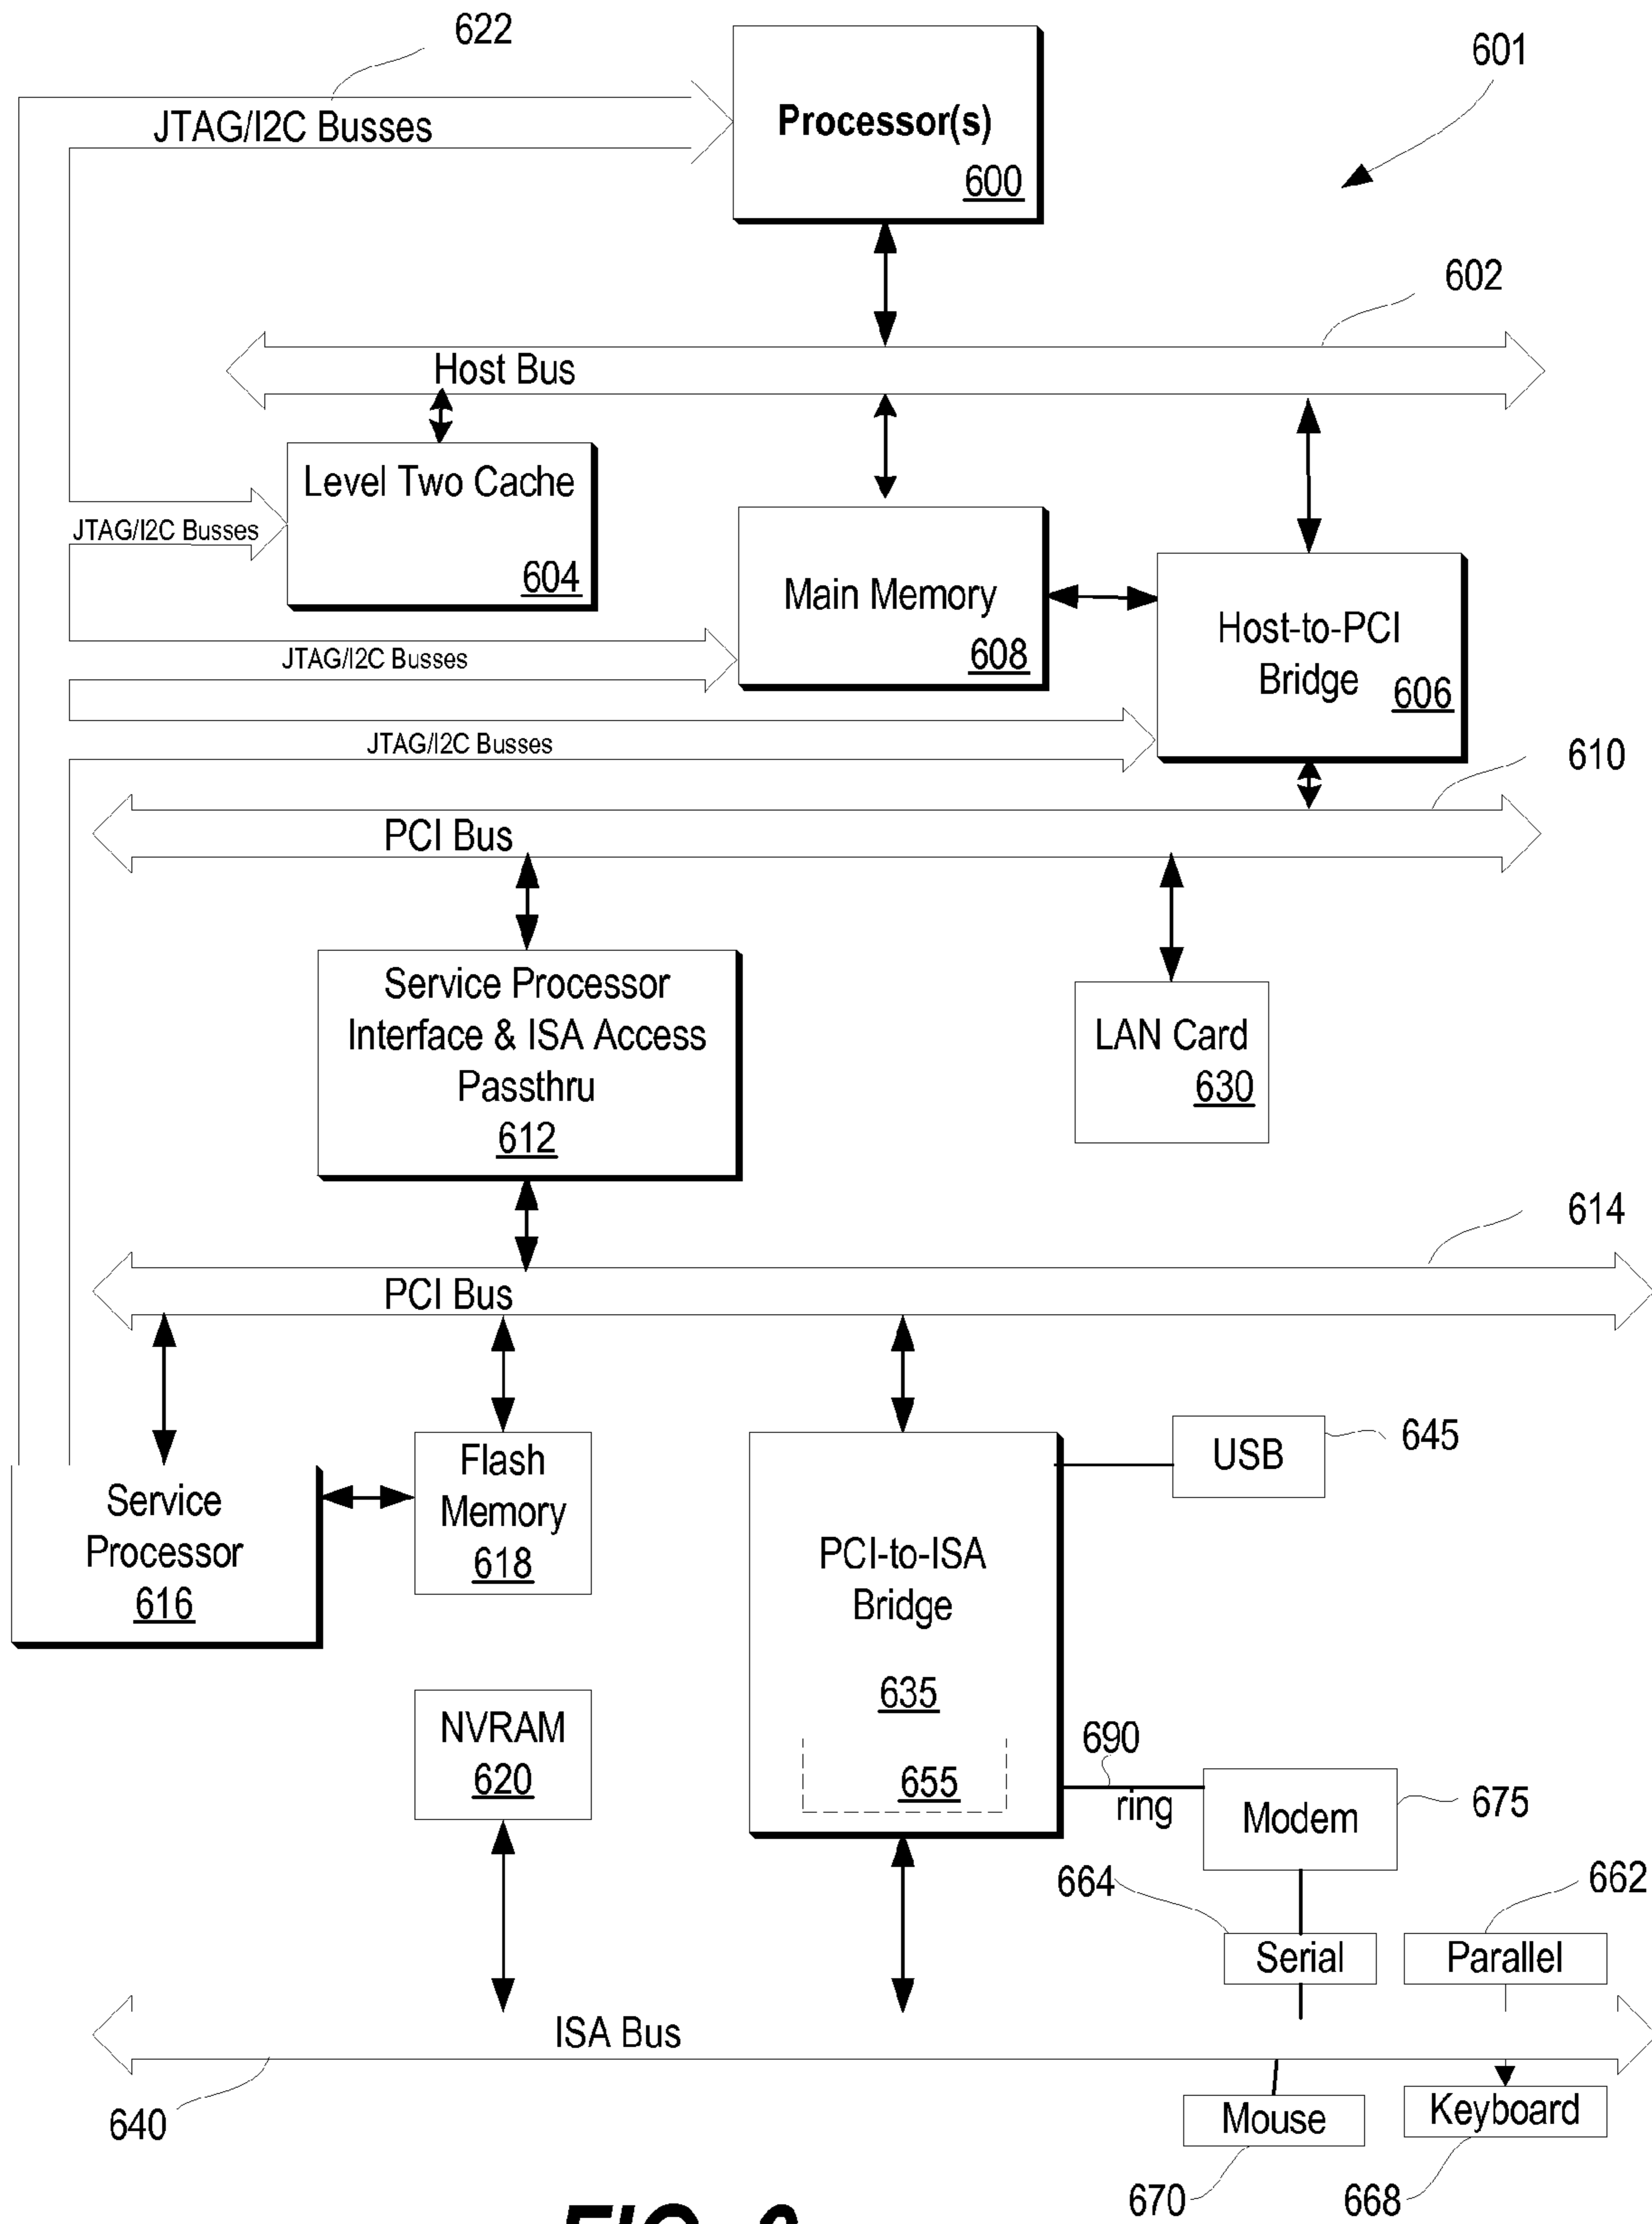 622
601
JTAG/I2C Busses
Processor(s)
600
602
Host Bus
Level Two Cache
604
JTAG/I2C Busses
Main Memory
608
Host-to-PCI
Bridge
606
JTAG/I2C Busses
JTAG/I2C Busses
610
PCI Bus
Service Processor
Interface & ISA Access
Passthru
612
LAN Card
630
614
PCI Bus
Service
Processor
616
Flash
Memory
618
USB
645
PCI-to-ISA
Bridge
635
655
NVRAM
620
690
ring
Modem
675
664
662
Serial
Parallel
ISA Bus
640
Mouse
Keyboard
670
668